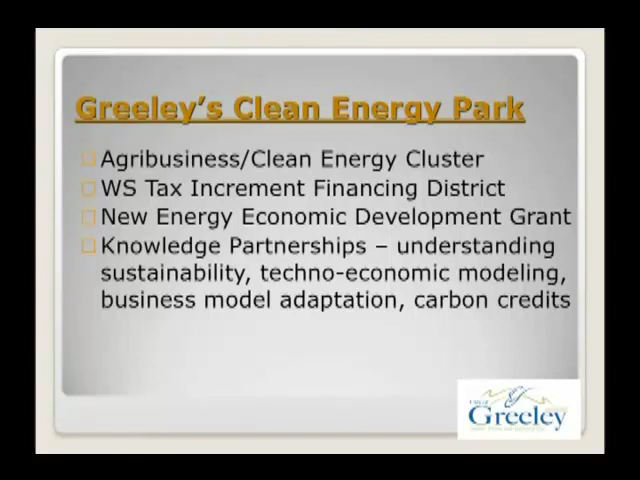 Greeley's Clean Energy Park
Agribusiness/Clean Energy Cluster
WS Tax Increment Financing District
New Energy Economic Development Grant
Knowledge Partnerships – understanding
sustainability, techno-economic modeling,
business model adaptation, carbon credits
Greeley